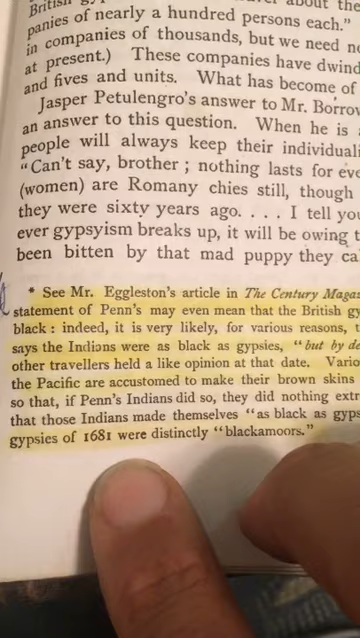 British gy
about the
panies of nearly a hundred persons each."
in companies of thousands, but we need
at present.) These companies have dwind
and fives and units. What has become of
Jasper Petulengro's answer to Mr. Borrow
an answer to this question. When he is
people will always keep their individuali
"Can't say, brother ; nothing lasts for eve
(women) are Romany chies still, though
they were sixty years ago. . . . I tell you
ever gypsyism breaks up, it will be owing t
been bitten by that mad puppy they ca
* See Mr. Eggleston's article in The Century Magaz
statement of Penn's may even mean that the British gy
black : indeed, it is very likely, for various reasons, t
says the Indians were as black as gypsies, "but by de
other travellers held a like opinion at that date. Vario
the Pacific are accustomed to make their brown skins
so that, if Penn's Indians did so, they did nothing extr
that those Indians made themselves "as black as gyps
gypsies of 1681 were distinctly "blackamoors."